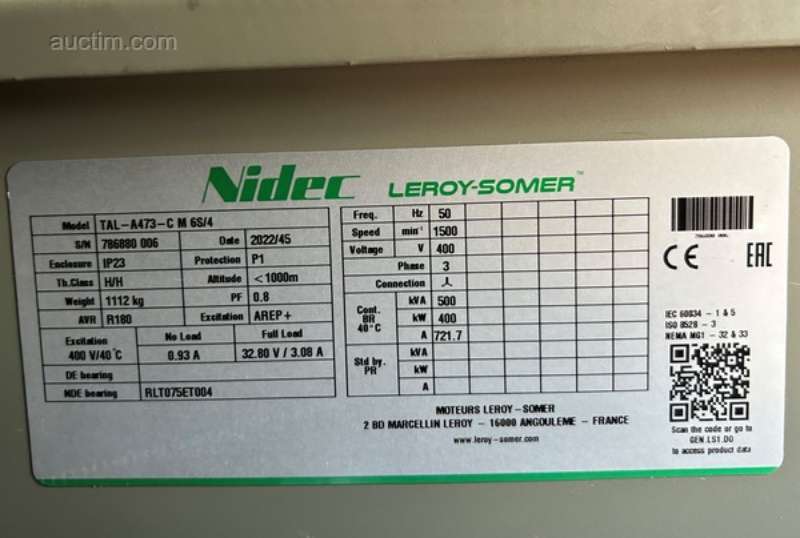 auctim.com
Nidec LEROY-SOMER™
Model TAL-A473-C M 6S/4
S/N 786880 006 Date 2022/45
Enclosure IP23 Protection P1
Th.Class H/H Altitude <1000m
Weight 1112 kg PF 0.8
AVR R180 Excitation AREP+
Excitation 400 V/40°C No Load Full Load
0.93 A 32.80 V / 3.08 A
DE bearing
NDE bearing RLT075ET004
Freq. Hz 50
Speed min⁻¹ 1500
Voltage V 400
Phase 3
Connection
Cont. BR 40°C kVA 500
kW 400
A 721.7
Std by. PR kVA
kW
A
MOTEURS LEROY-SOMER
2 BD MARCELLIN LEROY - 16000 ANGOULEME - FRANCE
www.leroy-somer.com
CE EAC
IEC 60034 - 1 & 5
ISO 8528 - 3
NEMA MG1 - 32 & 33
Scan the code or go to
GEN.LS1.DO
to access product data